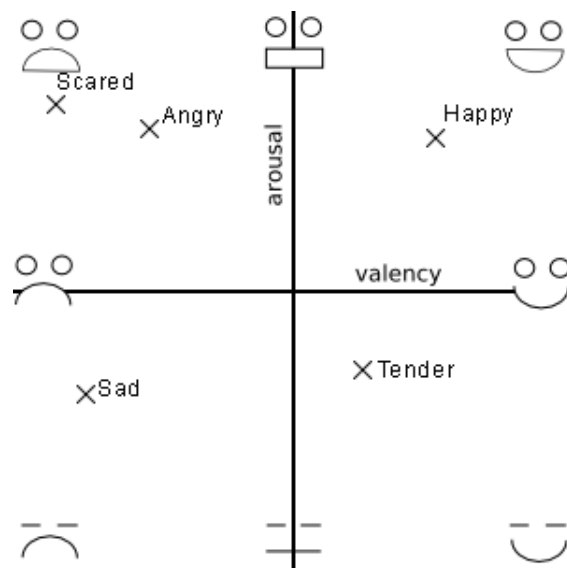 Scared
Angry
Happy
arousal
valency
Tender
Sad